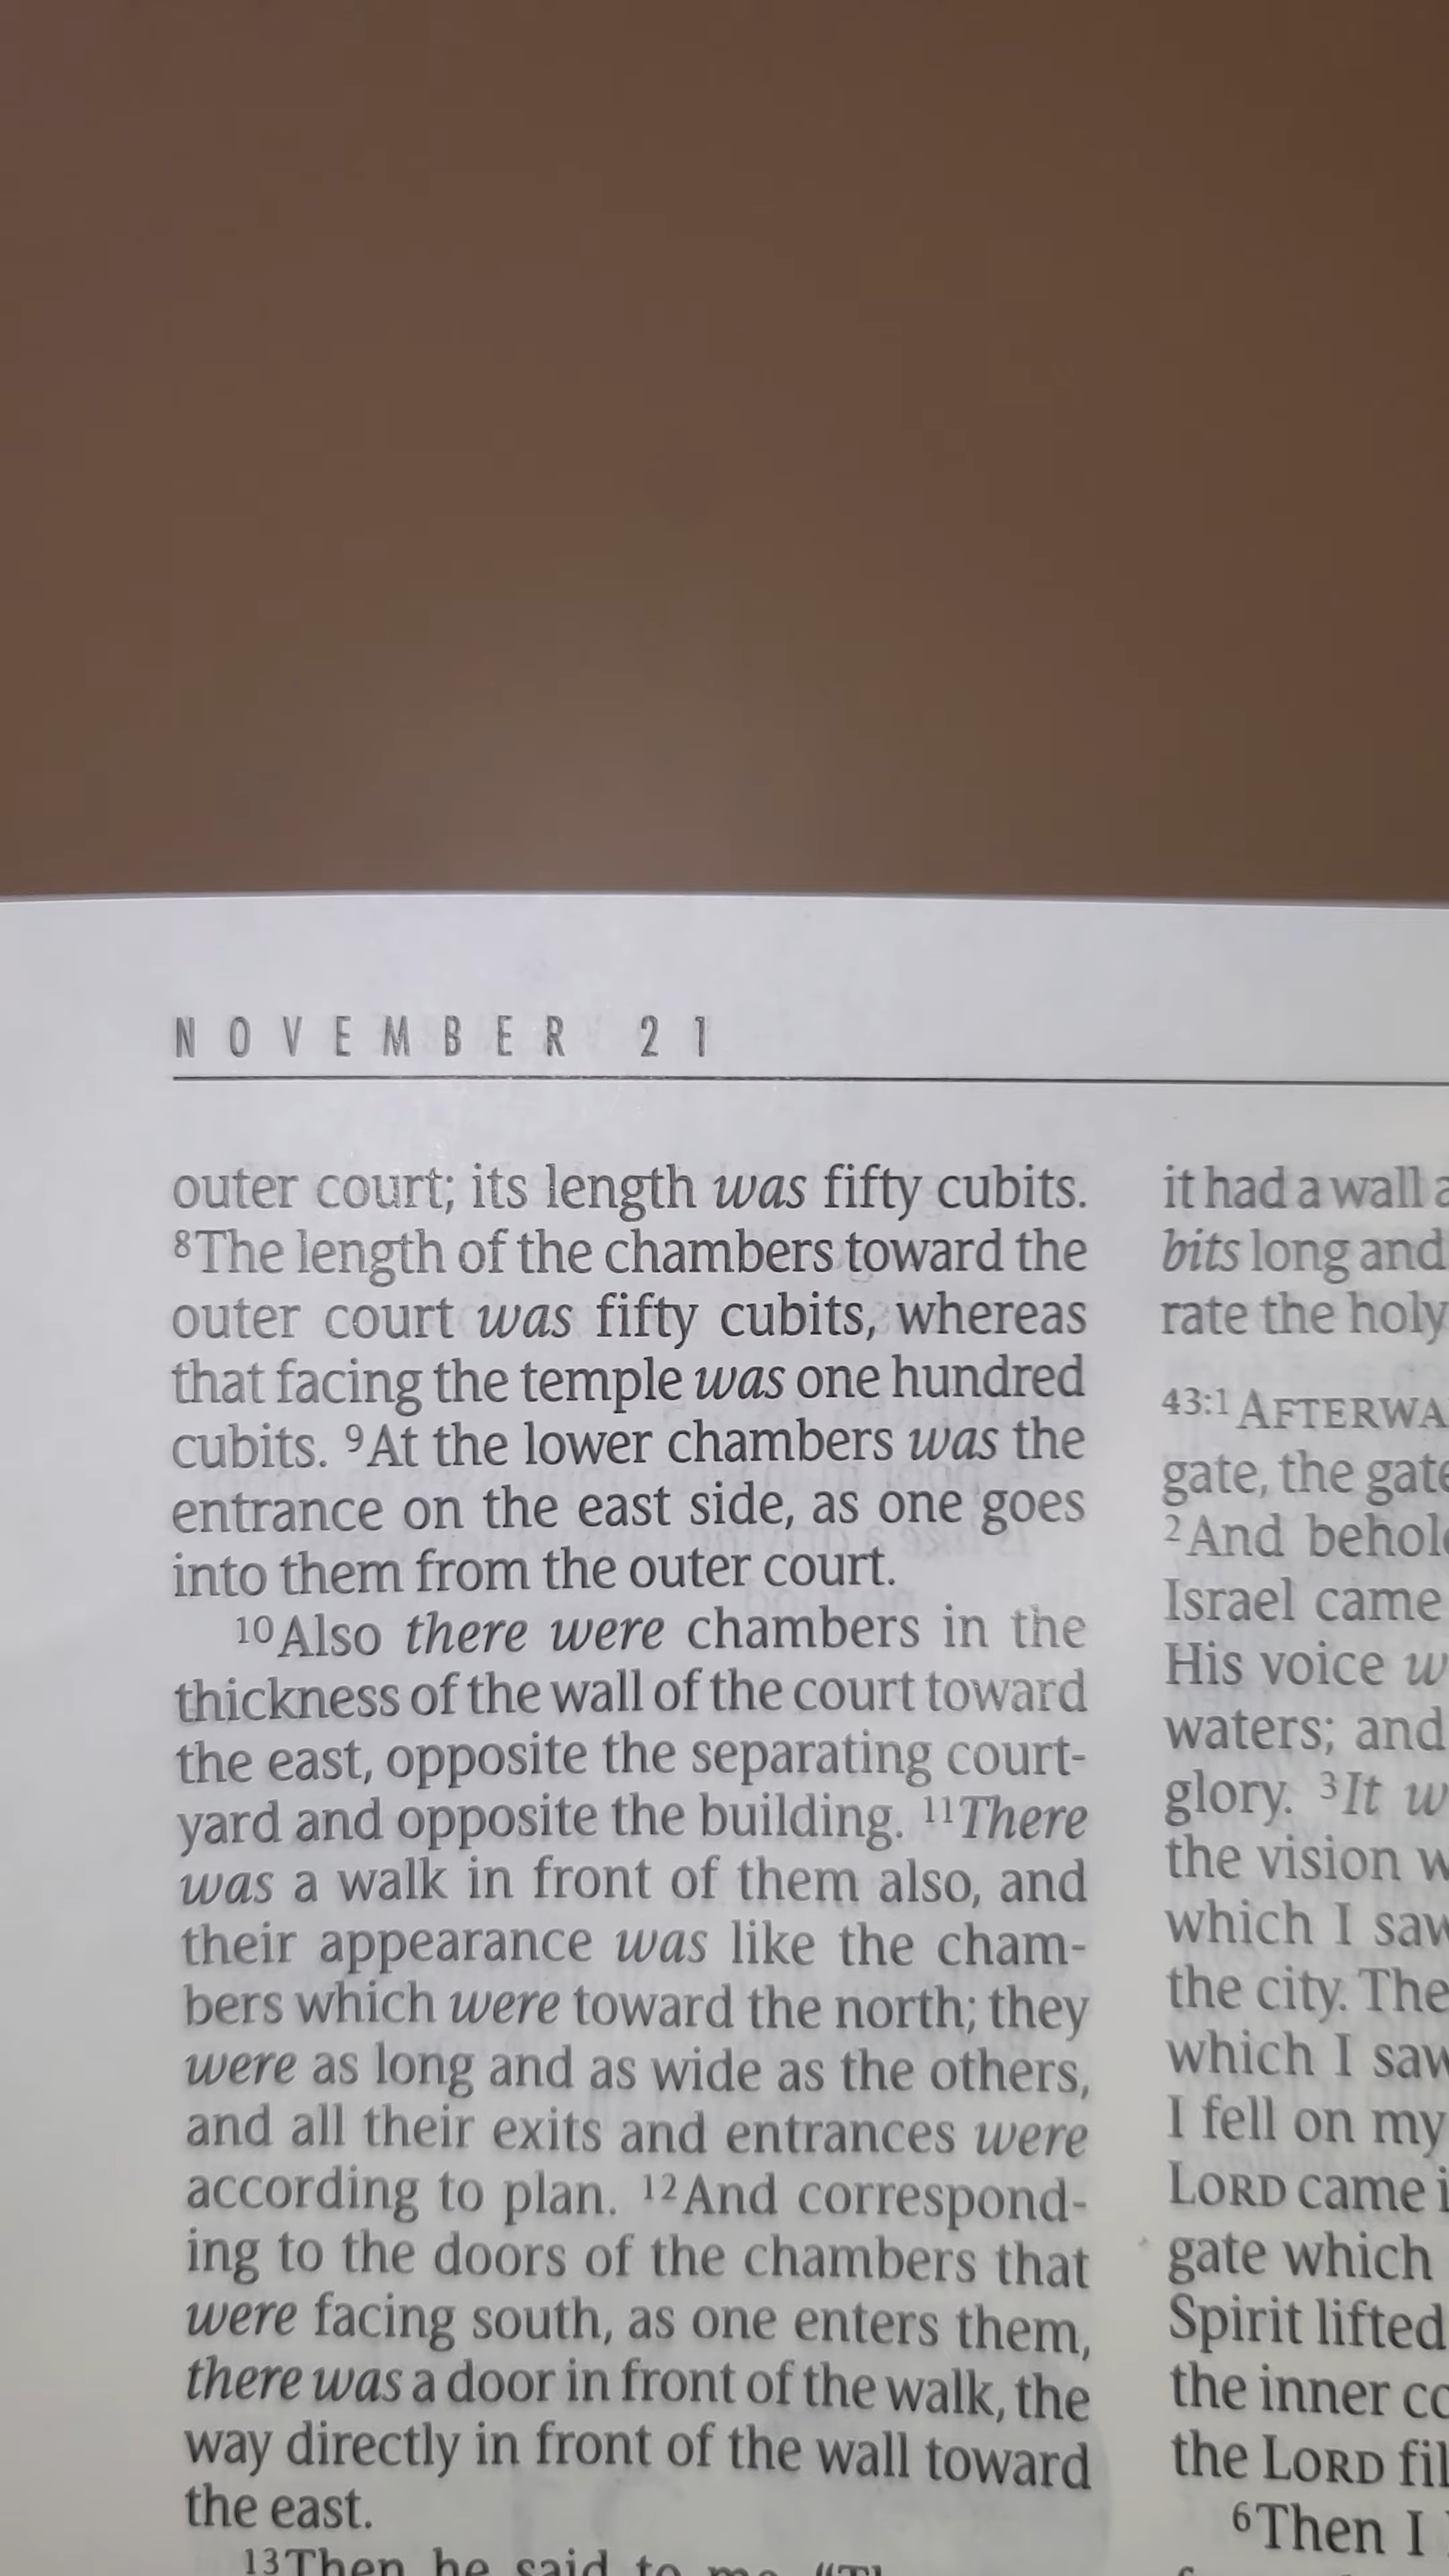 NOVEMBER 21
outer court; its length was fifty cubits.
8The length of the chambers toward the
outer court was fifty cubits, whereas
that facing the temple was one hundred
cubits. 9At the lower chambers was the
entrance on the east side, as one goes
into them from the outer court.
10Also there were chambers in the
thickness of the wall of the court toward
the east, opposite the separating court-
yard and opposite the building. 11There
was a walk in front of them also, and
their appearance was like the cham-
bers which were toward the north; they
were as long and as wide as the others,
and all their exits and entrances were
according to plan. 12And correspond-
ing to the doors of the chambers that
were facing south, as one enters them,
there was a door in front of the walk, the
way directly in front of the wall toward
the east.
13Then he said to me,
it had a wall
bits long and
rate the holy
43:1 AFTERWA
gate, the gate
2And behol
Israel came
His voice w
waters; and
glory. 3It w
the vision w
which I saw
the city. The
which I saw
I fell on my
LORD came i
gate which
Spirit lifted
the inner co
the LORD fil
6Then I